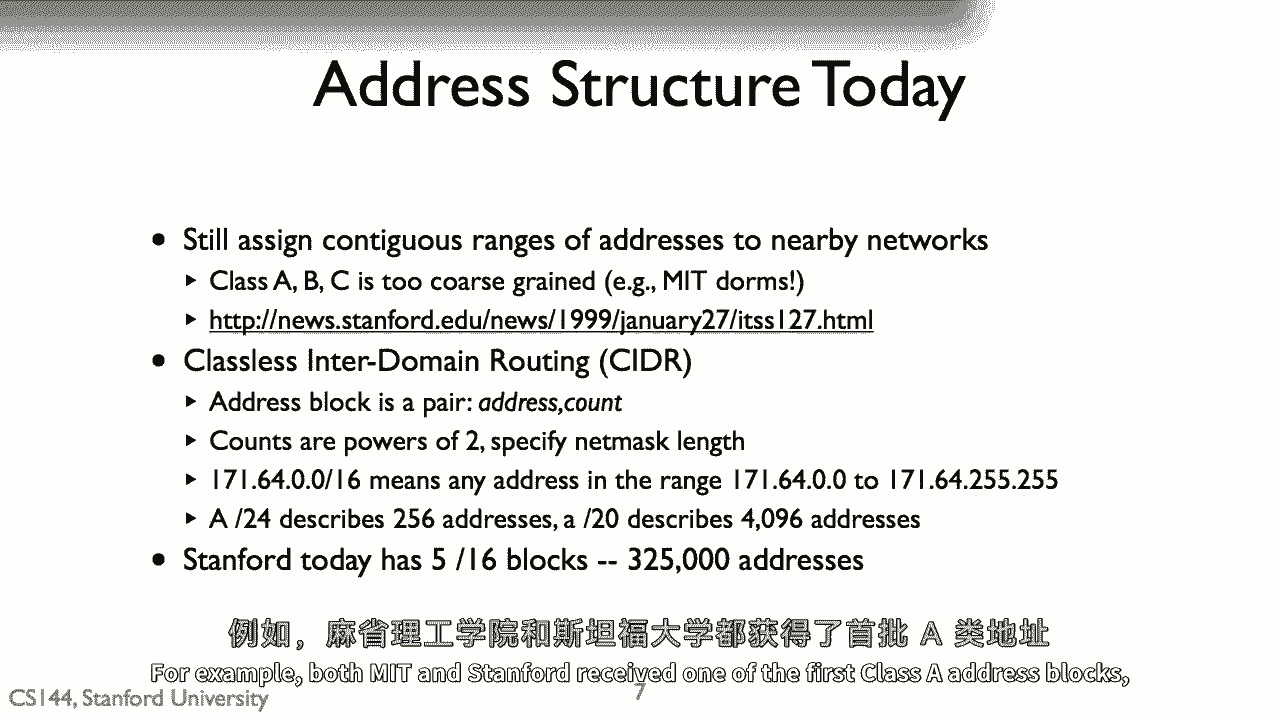 Address Structure Today
• Still assign contiguous ranges of addresses to nearby networks
‣ Class A, B, C is too coarse grained (e.g., MIT dorms!)
‣ http://news.stanford.edu/news/1999/january27/itss127.html
• Classless Inter-Domain Routing (CIDR)
‣ Address block is a pair: address,count
‣ Counts are powers of 2, specify netmask length
‣ 171.64.0.0/16 means any address in the range 171.64.0.0 to 171.64.255.255
‣ A /24 describes 256 addresses, a /20 describes 4,096 addresses
• Stanford today has 5 /16 blocks -- 325,000 addresses
例如，麻省理工学院和斯坦福大学都获得了首批 A 类地址
For example, both MIT and Stanford received one of the first Class A address blocks,
CS144, Stanford University
7